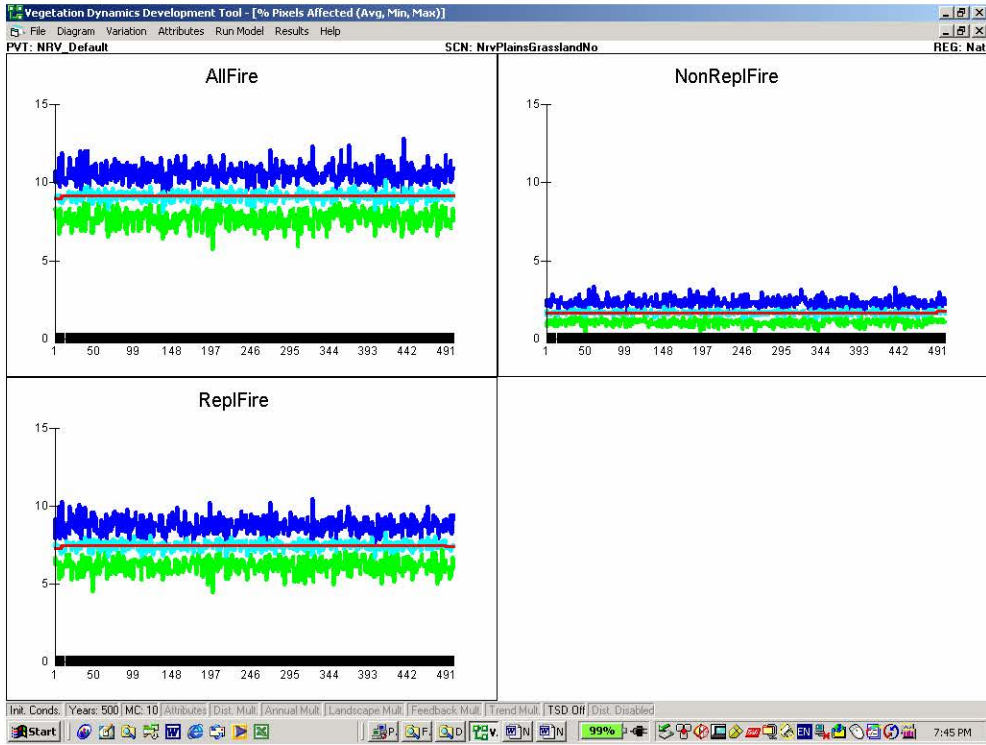 Vegetation Dynamics Development Tool - [% Pixels Affected (Avg, Min, Max)]
File Diagram Variation Attributes Run Model Results Help
PVT: NRV_Default SCN: NrvPlainsGrasslandNo REG: Nat
AllFire
15
10
5
0
1 50 99 148 197 246 295 344 393 442 491
NonReplFire
15
10
5
0
1 50 99 148 197 246 295 344 393 442 491
ReplFire
15
10
5
0
1 50 99 148 197 246 295 344 393 442 491
Init. Conds. Years: 500 MC: 10 Attributes Dist. Mult. Annual Mult. Landscape Mult. Feedback Mult. Trend Mult. TSD Off Dist. Disabled
Start P. F. D v. N N 99% EN 7:45 PM